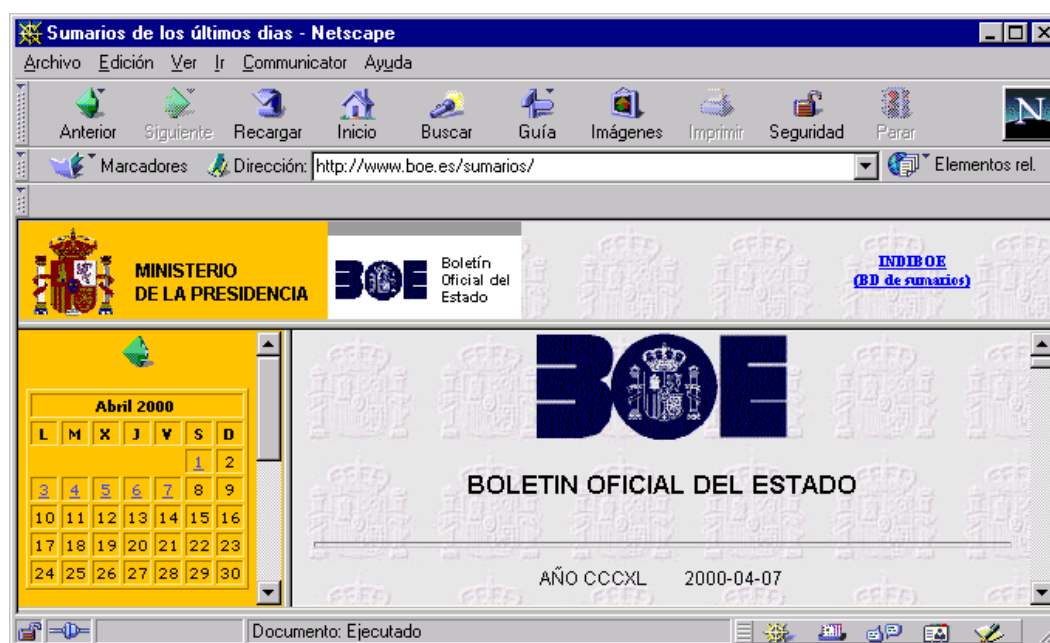 Sumarios de los últimos dias - Netscape
Archivo Edición Ver Ir Communicator Ayuda
Anterior Siguiente Recargar Inicio Buscar Guía Imágenes Imprimir Seguridad Parar
N
Marcadores Dirección: http://www.boe.es/sumarios/ Elementos rel.
MINISTERIO
DE LA PRESIDENCIA
BOE
Boletín
Oficial del
Estado
INDIBOE
(BD de sumarios)
Abril 2000
L M X J V S D
1 2
3 4 5 6 7 8 9
10 11 12 13 14 15 16
17 18 19 20 21 22 23
24 25 26 27 28 29 30
BOE
BOLETIN OFICIAL DEL ESTADO
AÑO CCCXL 2000-04-07
Documento: Ejecutado